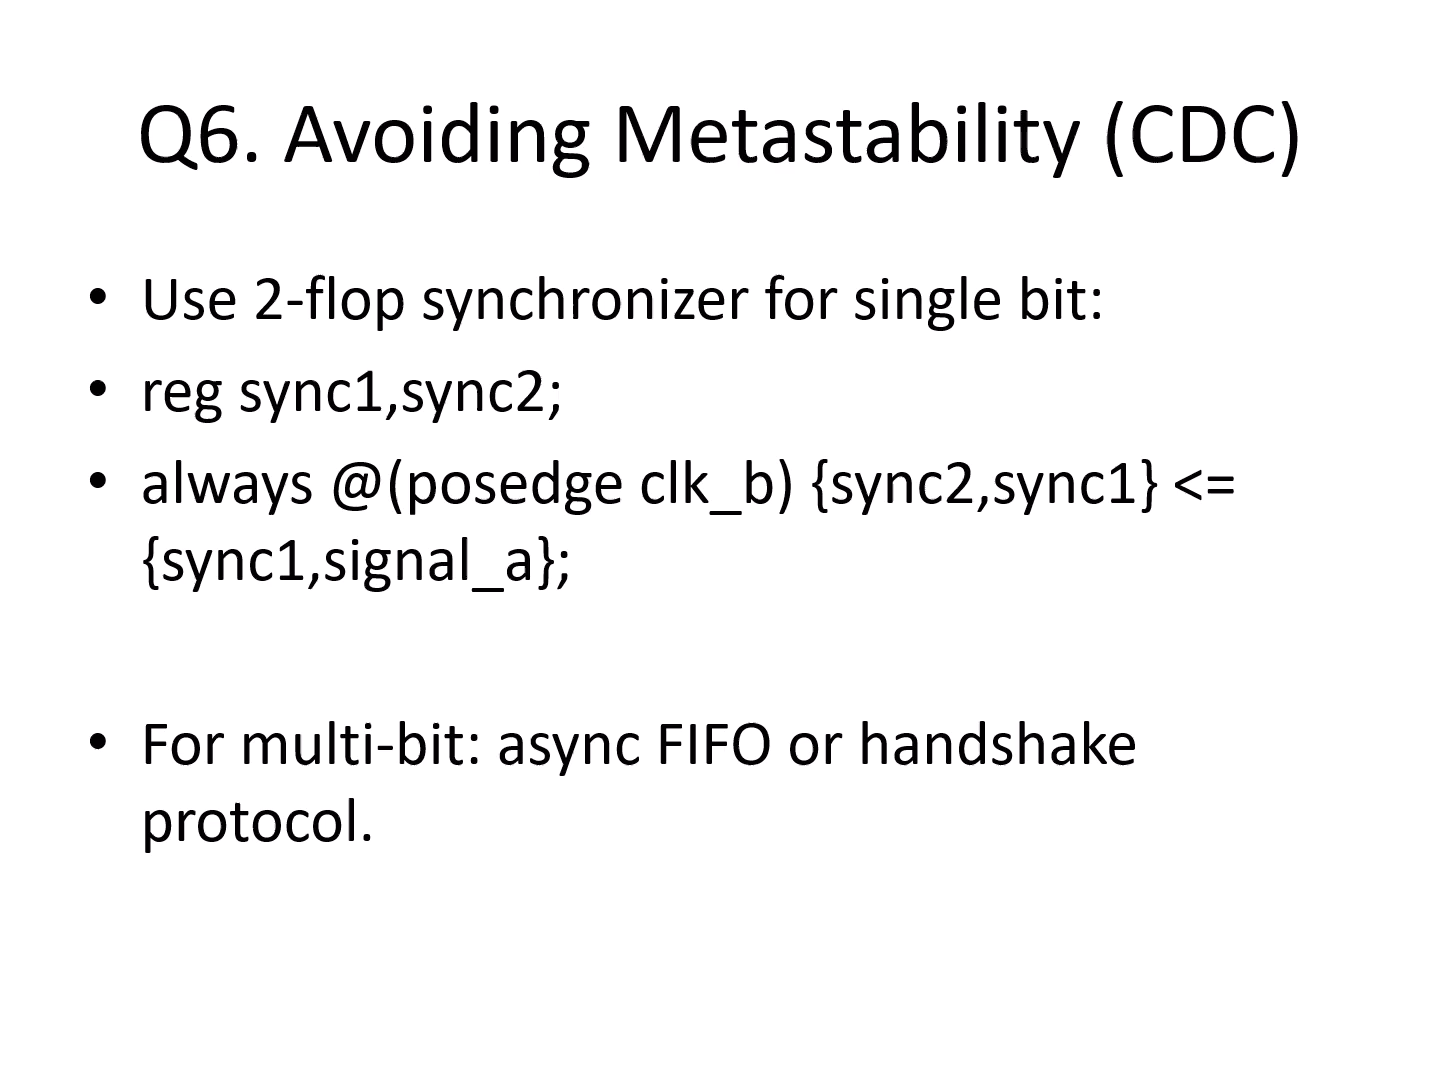 Q6. Avoiding Metastability (CDC)
• Use 2-flop synchronizer for single bit:
• reg sync1,sync2;
• always @(posedge clk_b) {sync2,sync1} <=
{sync1,signal_a};
• For multi-bit: async FIFO or handshake
protocol.